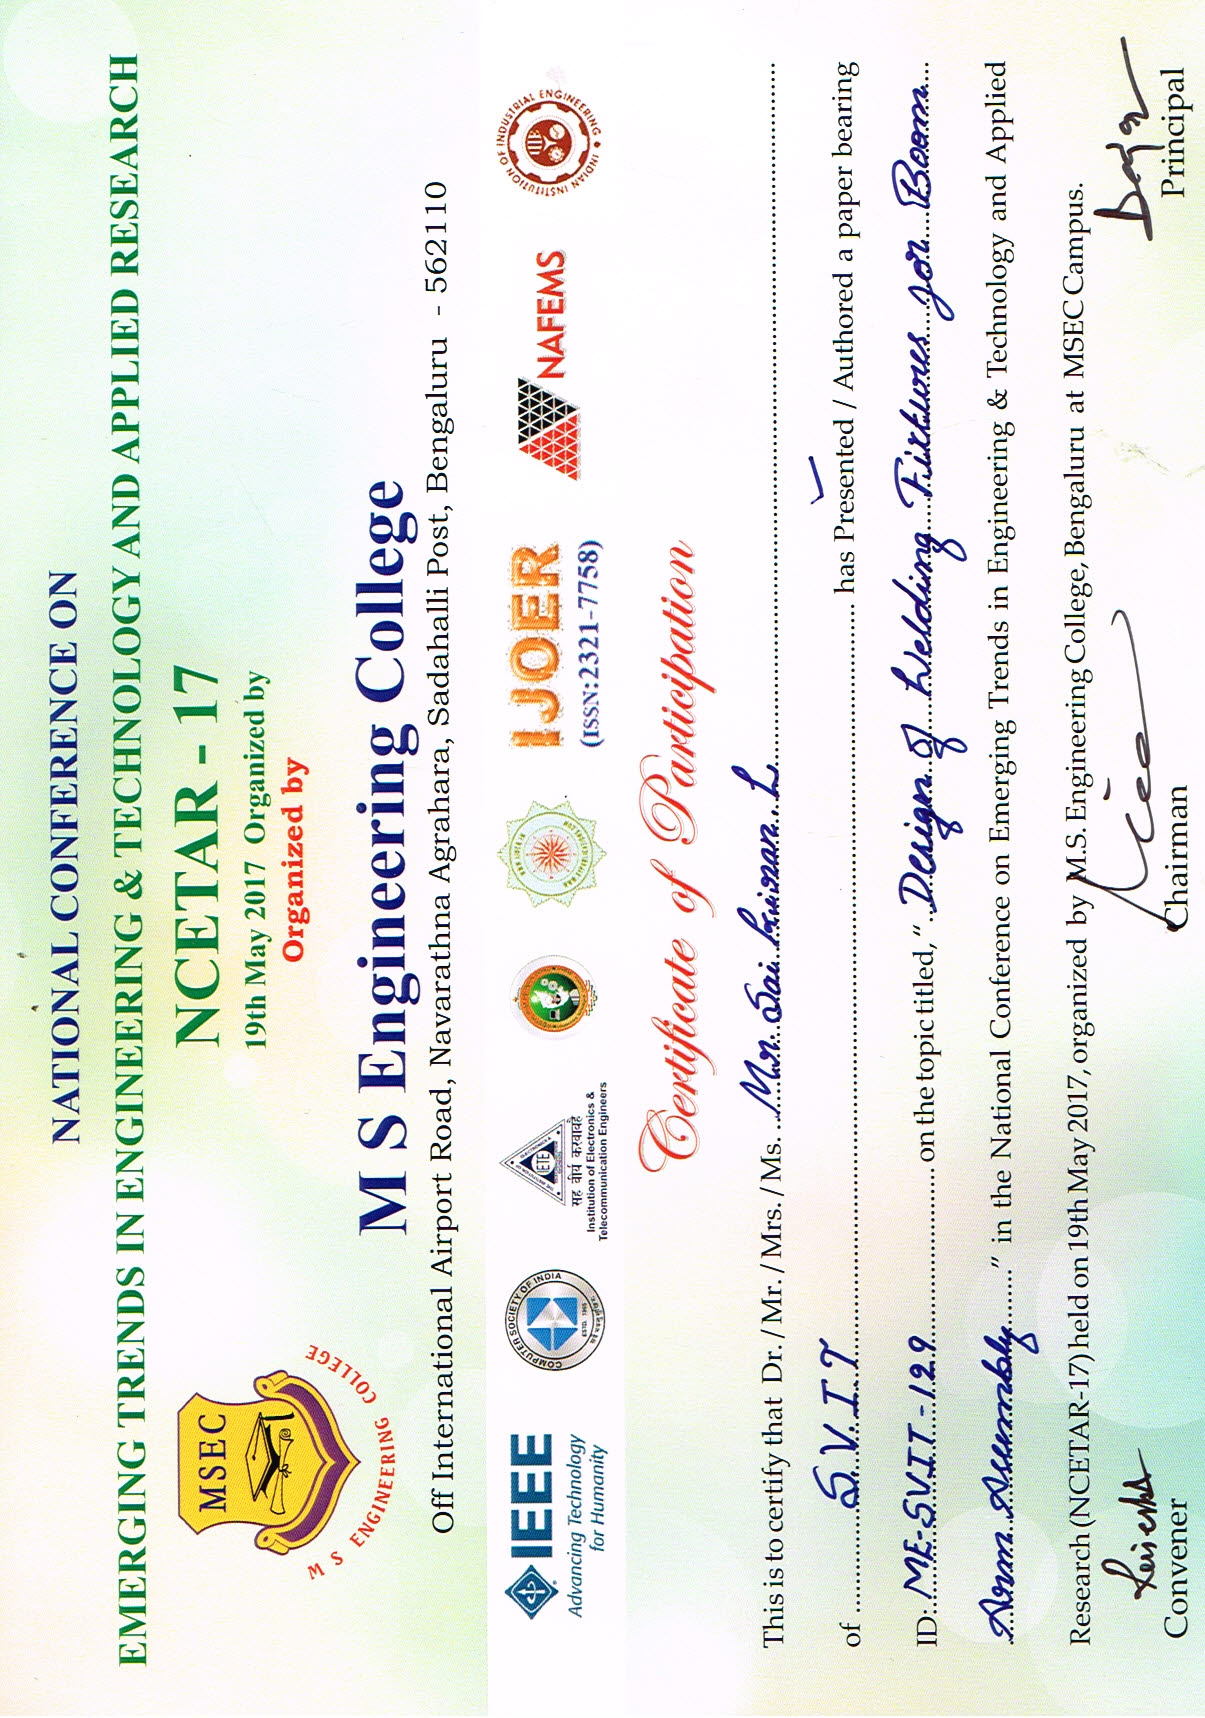 NATIONAL CONFERENCE ON
EMERGING TRENDS IN ENGINEERING & TECHNOLOGY AND APPLIED RESEARCH
NCETAR - 17
19th May 2017 Organized by
Organized by
MSEC
M S ENGINEERING COLLEGE
M S Engineering College
Off International Airport Road, Navarathna Agrahara, Sadahalli Post, Bengaluru - 562110
IEEE
Advancing Technology
for Humanity
COMPUTER SOCIETY OF INDIA
ESTD. 1965
IETE
सह वीर्यं करवावहै
Institution of Electronics &
Telecommunication Engineers
IJOER
(ISSN:2321-7758)
NAFEMS
INDIAN INSTITUTION OF INDUSTRIAL ENGINEERING
IIIE
Certificate of Participation
This is to certify that Dr. / Mr. / Mrs. / Ms. Mr. Sai kiran. L
of S.V.I.T has Presented / Authored a paper bearing
ID: ME-SVIT-129 on the topic titled, “ Design of Welding Fixtures for Boom
Arm Assembly ” in the National Conference on Emerging Trends in Engineering & Technology and Applied
Research (NCETAR-17) held on 19th May 2017, organized by M.S. Engineering College, Bengaluru at MSEC Campus.
Convener
Chairman
Principal